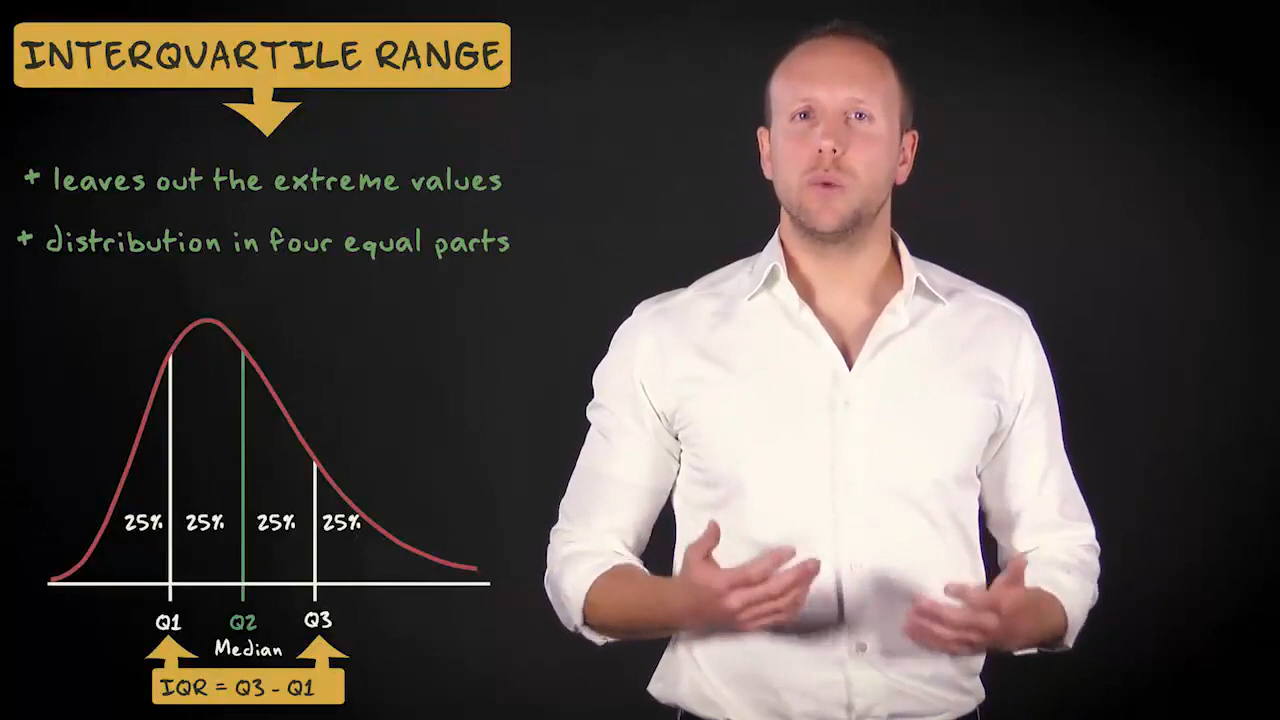 INTERQUARTILE RANGE
+ leaves out the extreme values
+ distribution in four equal parts
25% 25% 25% 25%
Q1 Q2 Q3
Median
IQR = Q3 - Q1